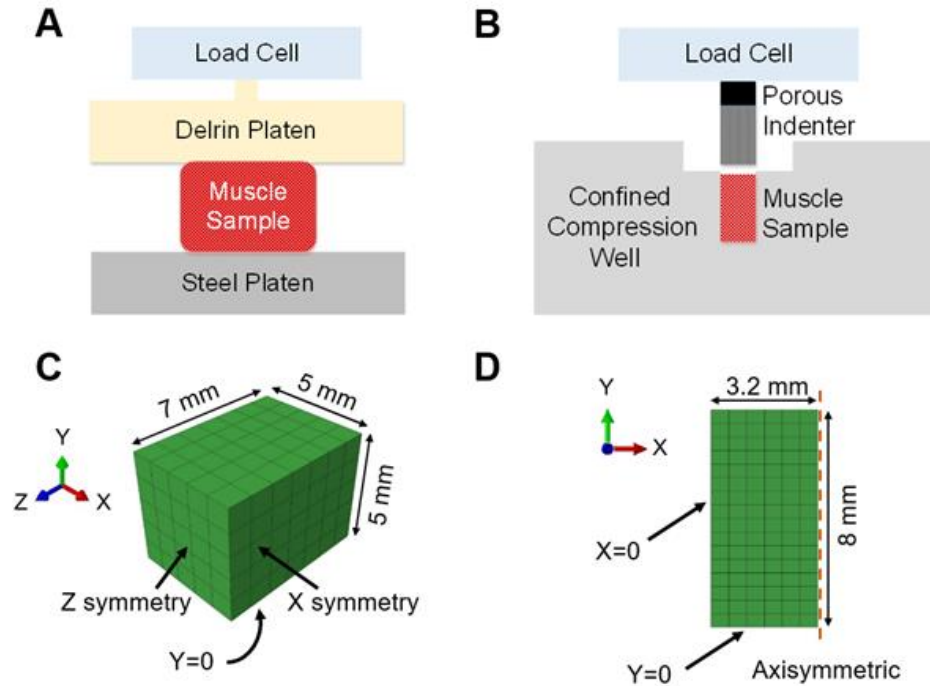 A
Load Cell
Delrin Platen
Muscle
Sample
Steel Platen
B
Load Cell
Porous
Indenter
Confined
Compression
Well
Muscle
Sample
C
7 mm
5 mm
5 mm
Y
Z
X
Z symmetry
X symmetry
Y=0
D
Y
X
3.2 mm
8 mm
X=0
Y=0
Axisymmetric